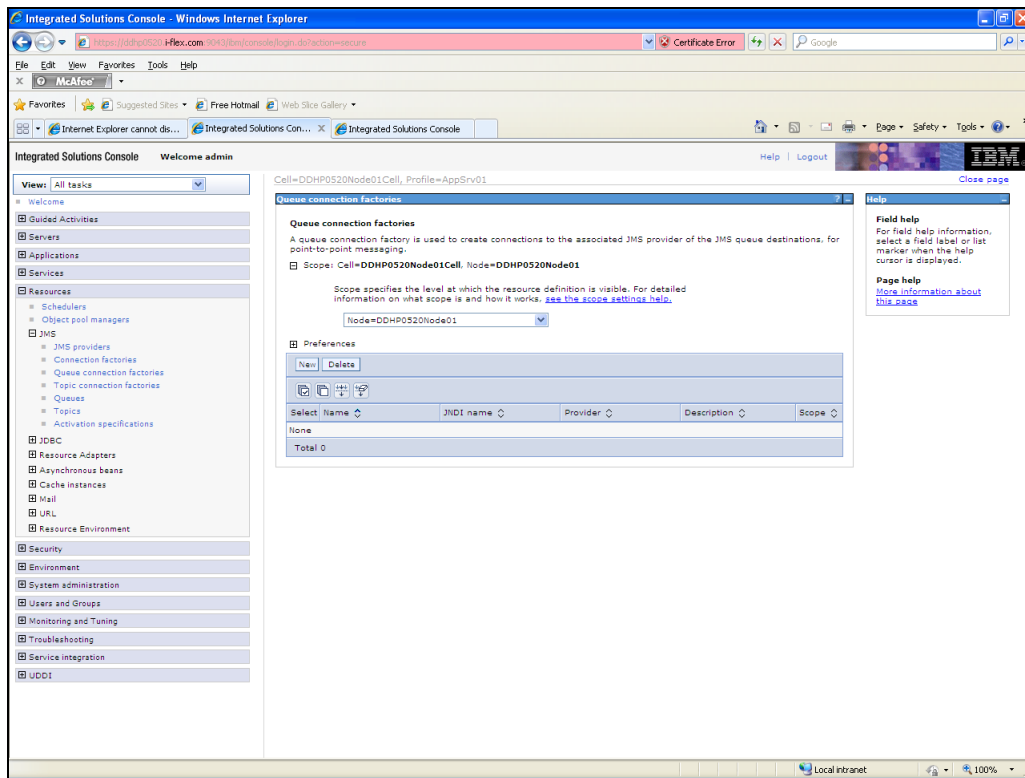 Integrated Solutions Console - Windows Internet Explorer
https://ddhp0520.i-flex.com:9043/ibm/console/login.do?action=secure
Certificate Error
Google
File Edit View Favorites Tools Help
McAfee
Favorites Suggested Sites Free Hotmail Web Slice Gallery
Internet Explorer cannot dis...
Integrated Solutions Con...
Integrated Solutions Console
Page Safety Tools
Integrated Solutions Console Welcome admin
Help Logout
IBM.
View: All tasks
Welcome
Guided Activities
Servers
Applications
Services
Resources
Schedulers
Object pool managers
JMS
JMS providers
Connection factories
Queue connection factories
Topic connection factories
Queues
Topics
Activation specifications
JDBC
Resource Adapters
Asynchronous beans
Cache instances
Mail
URL
Resource Environment
Security
Environment
System administration
Users and Groups
Monitoring and Tuning
Troubleshooting
Service integration
UDDI
Cell=DDHP0520Node01Cell, Profile=AppSrv01
Close page
Queue connection factories
? -
Queue connection factories
A queue connection factory is used to create connections to the associated JMS provider of the JMS queue destinations, for
point-to-point messaging.
Scope: Cell=DDHP0520Node01Cell, Node=DDHP0520Node01
Scope specifies the level at which the resource definition is visible. For detailed
information on what scope is and how it works, see the scope settings help.
Node=DDHP0520Node01
Preferences
New Delete
Select Name JNDI name Provider Description Scope
None
Total 0
Help
Field help
For field help information,
select a field label or list
marker when the help
cursor is displayed.
Page help
More information about
this page
Local intranet
100%